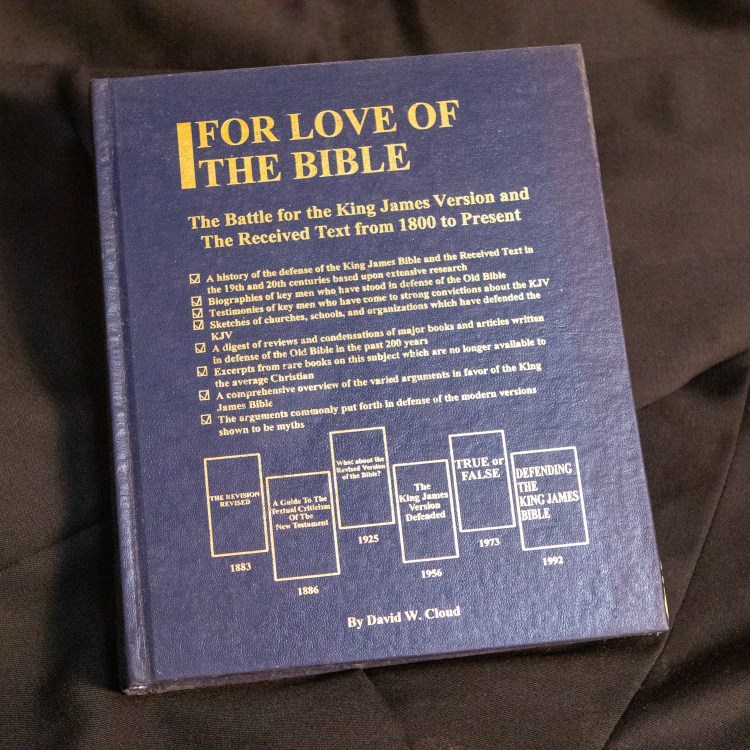 FOR LOVE OF
THE BIBLE
The Battle for the King James Version and
The Received Text from 1800 to Present
☑ A history of the defense of the King James Bible and the Received Text in
the 19th and 20th centuries based upon extensive research
☑ Biographies of key men who have stood in defense of the Old Bible
☑ Testimonies of key men who have come to strong convictions about the KJV
☑ Sketches of churches, schools, and organizations which have defended the
KJV
☑ A digest of reviews and condensations of major books and articles written
in defense of the Old Bible in the past 200 years
☑ Excerpts from rare books on this subject which are no longer available to
the average Christian
☑ A comprehensive overview of the varied arguments in favor of the King
James Bible
☑ The arguments commonly put forth in defense of the modern versions
shown to be myths
THE REVISION
REVISED
1883
A Guide To The
Textual Criticism
Of The
New Testament
1886
What about the
Revised Version
of the Bible?
1925
The
King James
Version
Defended
1956
TRUE or
FALSE
1973
DEFENDING
THE
KING JAMES
BIBLE
1992
By David W. Cloud